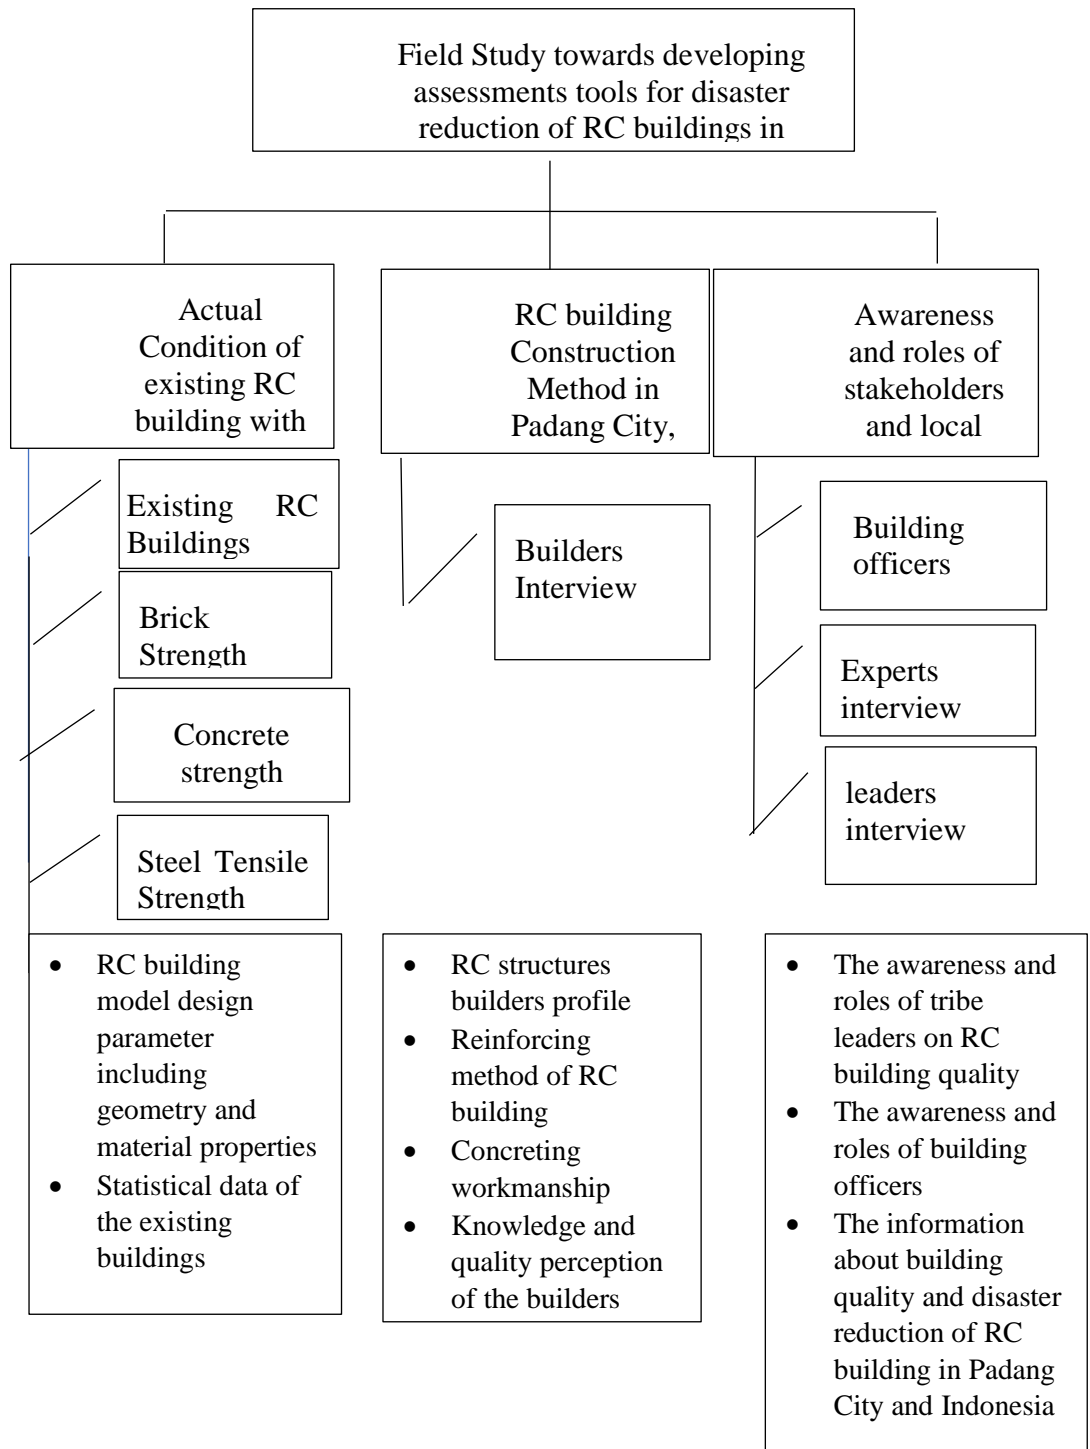 Field Study towards developing
assessments tools for disaster
reduction of RC buildings in
Actual
Condition of
existing RC
building with
Existing RC
Buildings
Brick
Strength
Concrete
strength
Steel Tensile
Strength
• RC building
model design
parameter
including
geometry and
material properties
• Statistical data of
the existing
buildings
RC building
Construction
Method in
Padang City,
Builders
Interview
• RC structures
builders profile
• Reinforcing
method of RC
building
• Concreting
workmanship
• Knowledge and
quality perception
of the builders
Awareness
and roles of
stakeholders
and local
Building
officers
Experts
interview
leaders
interview
• The awareness and
roles of tribe
leaders on RC
building quality
• The awareness and
roles of building
officers
• The information
about building
quality and disaster
reduction of RC
building in Padang
City and Indonesia